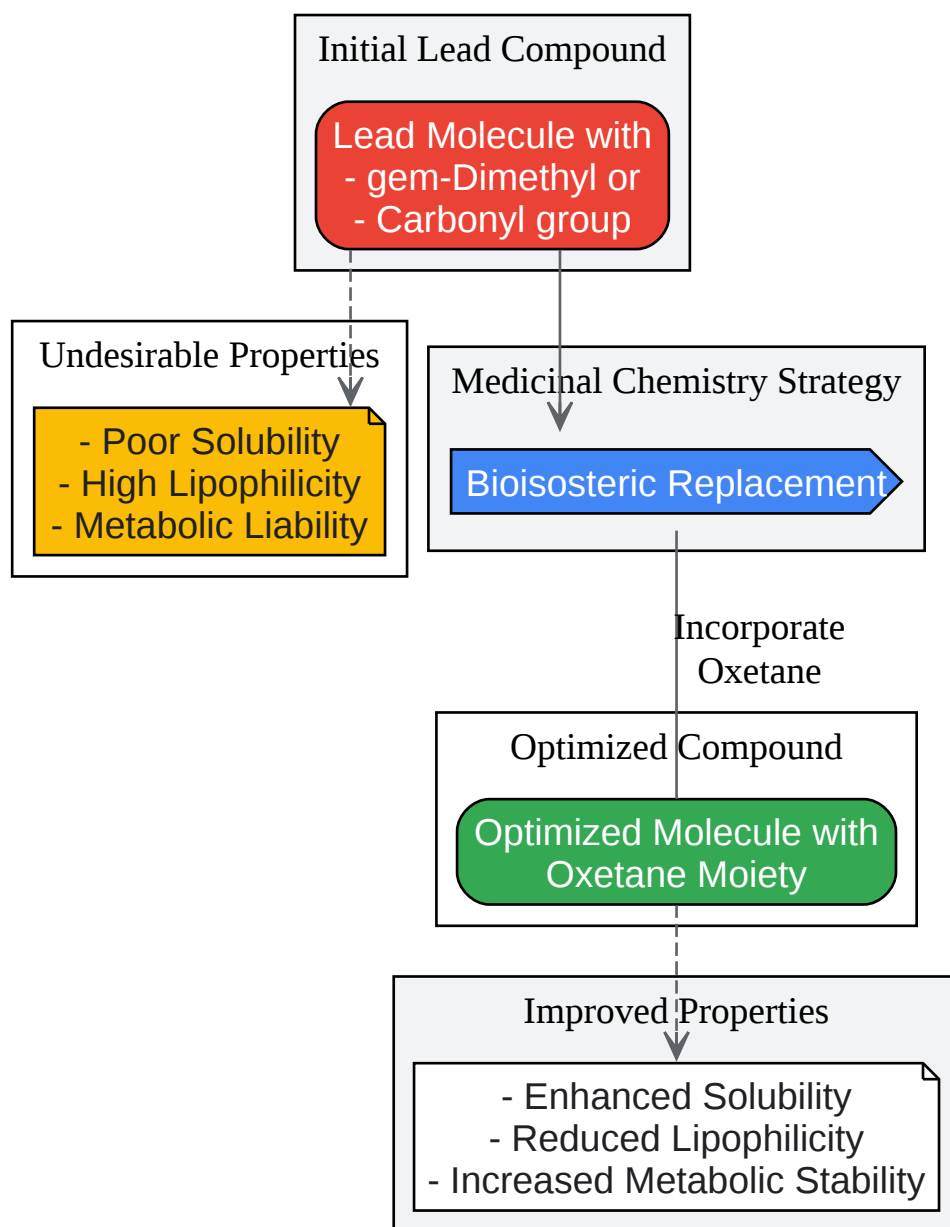 Initial Lead Compound
Lead Molecule with
- gem-Dimethyl or
- Carbonyl group
Undesirable Properties
- Poor Solubility
- High Lipophilicity
- Metabolic Liability
Medicinal Chemistry Strategy
Bioisosteric Replacement
Incorporate
Oxetane
Optimized Compound
Optimized Molecule with
Oxetane Moiety
Improved Properties
- Enhanced Solubility
- Reduced Lipophilicity
- Increased Metabolic Stability